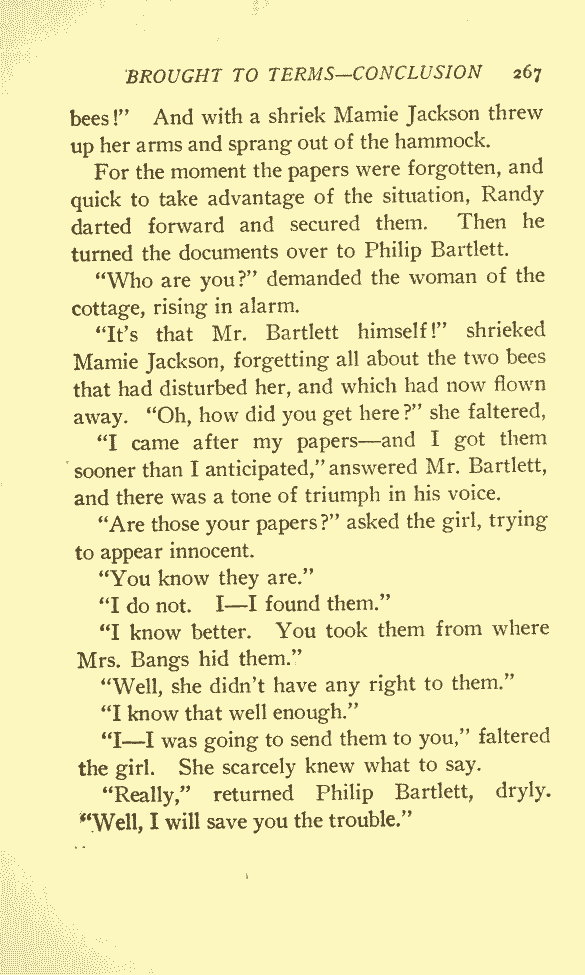 BROUGHT TO TERMS—CONCLUSION 267
bees!" And with a shriek Mamie Jackson threw
up her arms and sprang out of the hammock.
For the moment the papers were forgotten, and
quick to take advantage of the situation, Randy
darted forward and secured them. Then he
turned the documents over to Philip Bartlett.
"Who are you?" demanded the woman of the
cottage, rising in alarm.
"It's that Mr. Bartlett himself!" shrieked
Mamie Jackson, forgetting all about the two bees
that had disturbed her, and which had now flown
away. "Oh, how did you get here?" she faltered,
"I came after my papers—and I got them
sooner than I anticipated," answered Mr. Bartlett,
and there was a tone of triumph in his voice.
"Are those your papers?" asked the girl, trying
to appear innocent.
"You know they are."
"I do not. I—I found them."
"I know better. You took them from where
Mrs. Bangs hid them."
"Well, she didn't have any right to them."
"I know that well enough."
"I—I was going to send them to you," faltered
the girl. She scarcely knew what to say.
"Really," returned Philip Bartlett, dryly.
"Well, I will save you the trouble."